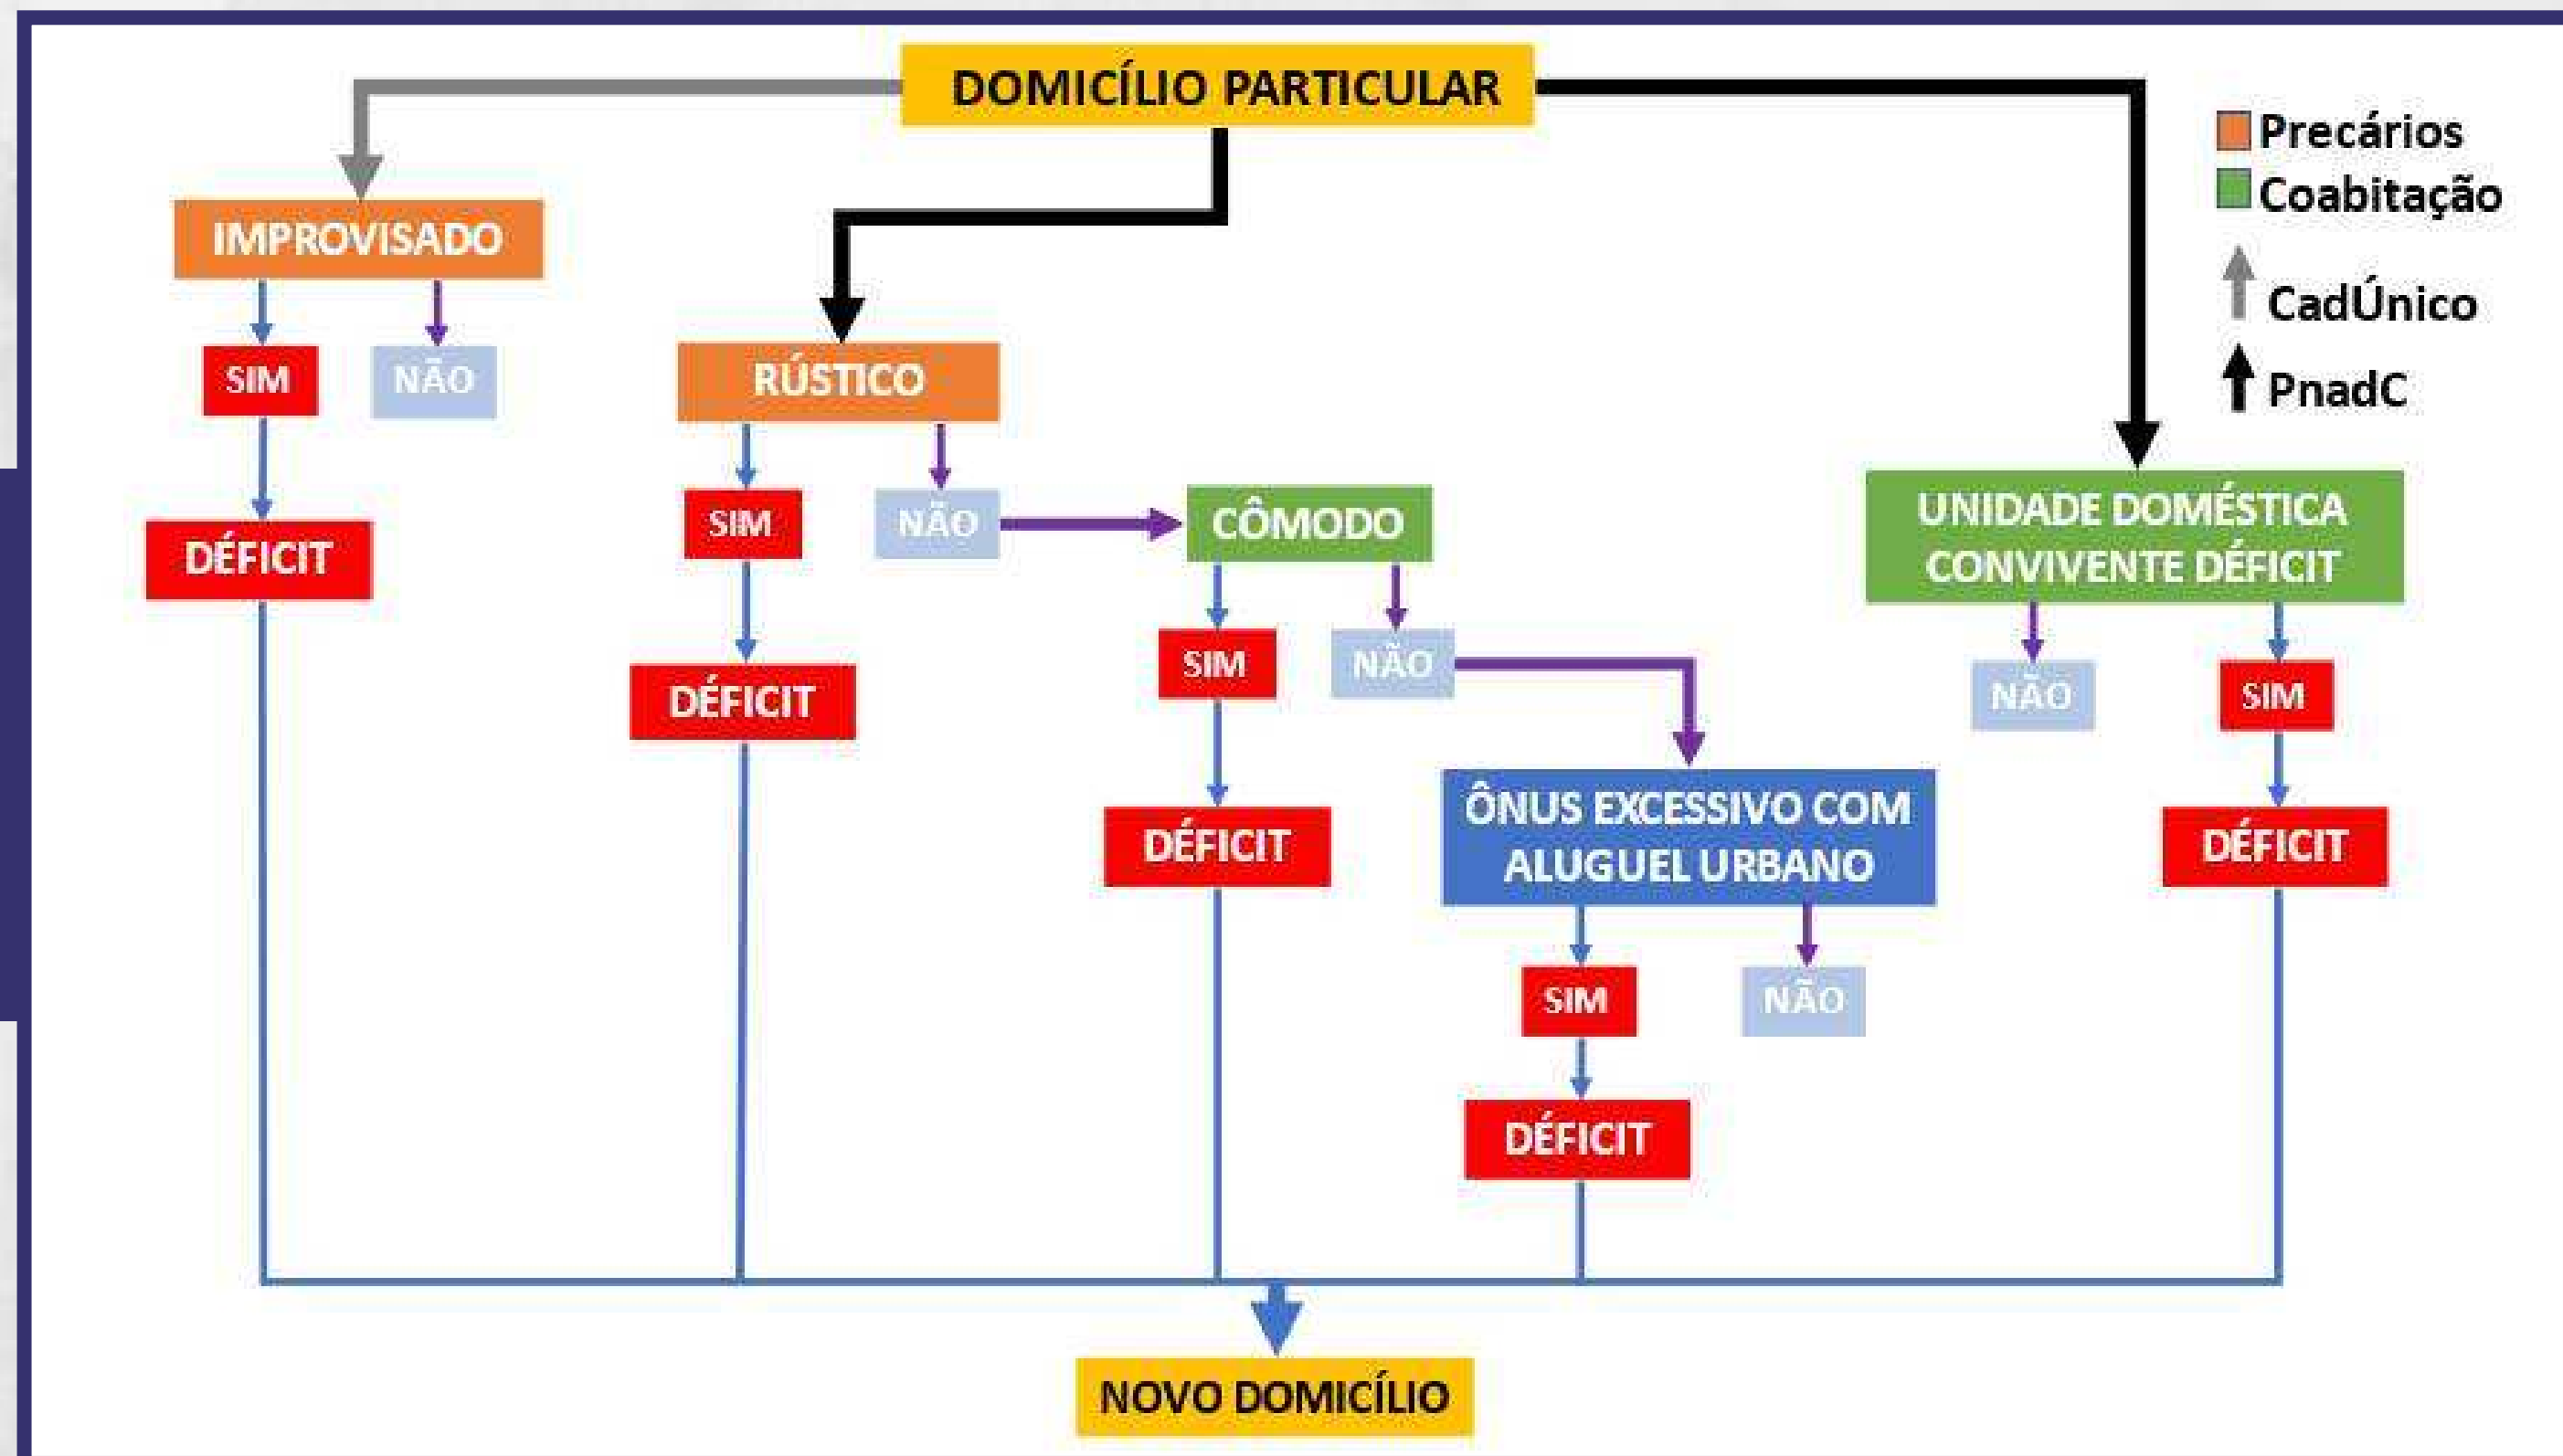 DOMICÍLIO PARTICULAR
Precários
Coabitação
CadÚnico
PnadC
IMPROVISADO
SIM
NÃO
DÉFICIT
RÚSTICO
SIM
NÃO
DÉFICIT
CÔMODO
SIM
NÃO
DÉFICIT
ÔNUS EXCESSIVO COM
ALUGUEL URBANO
SIM
NÃO
DÉFICIT
UNIDADE DOMÉSTICA
CONVIVENTE DÉFICIT
NÃO
SIM
DÉFICIT
NOVO DOMICÍLIO